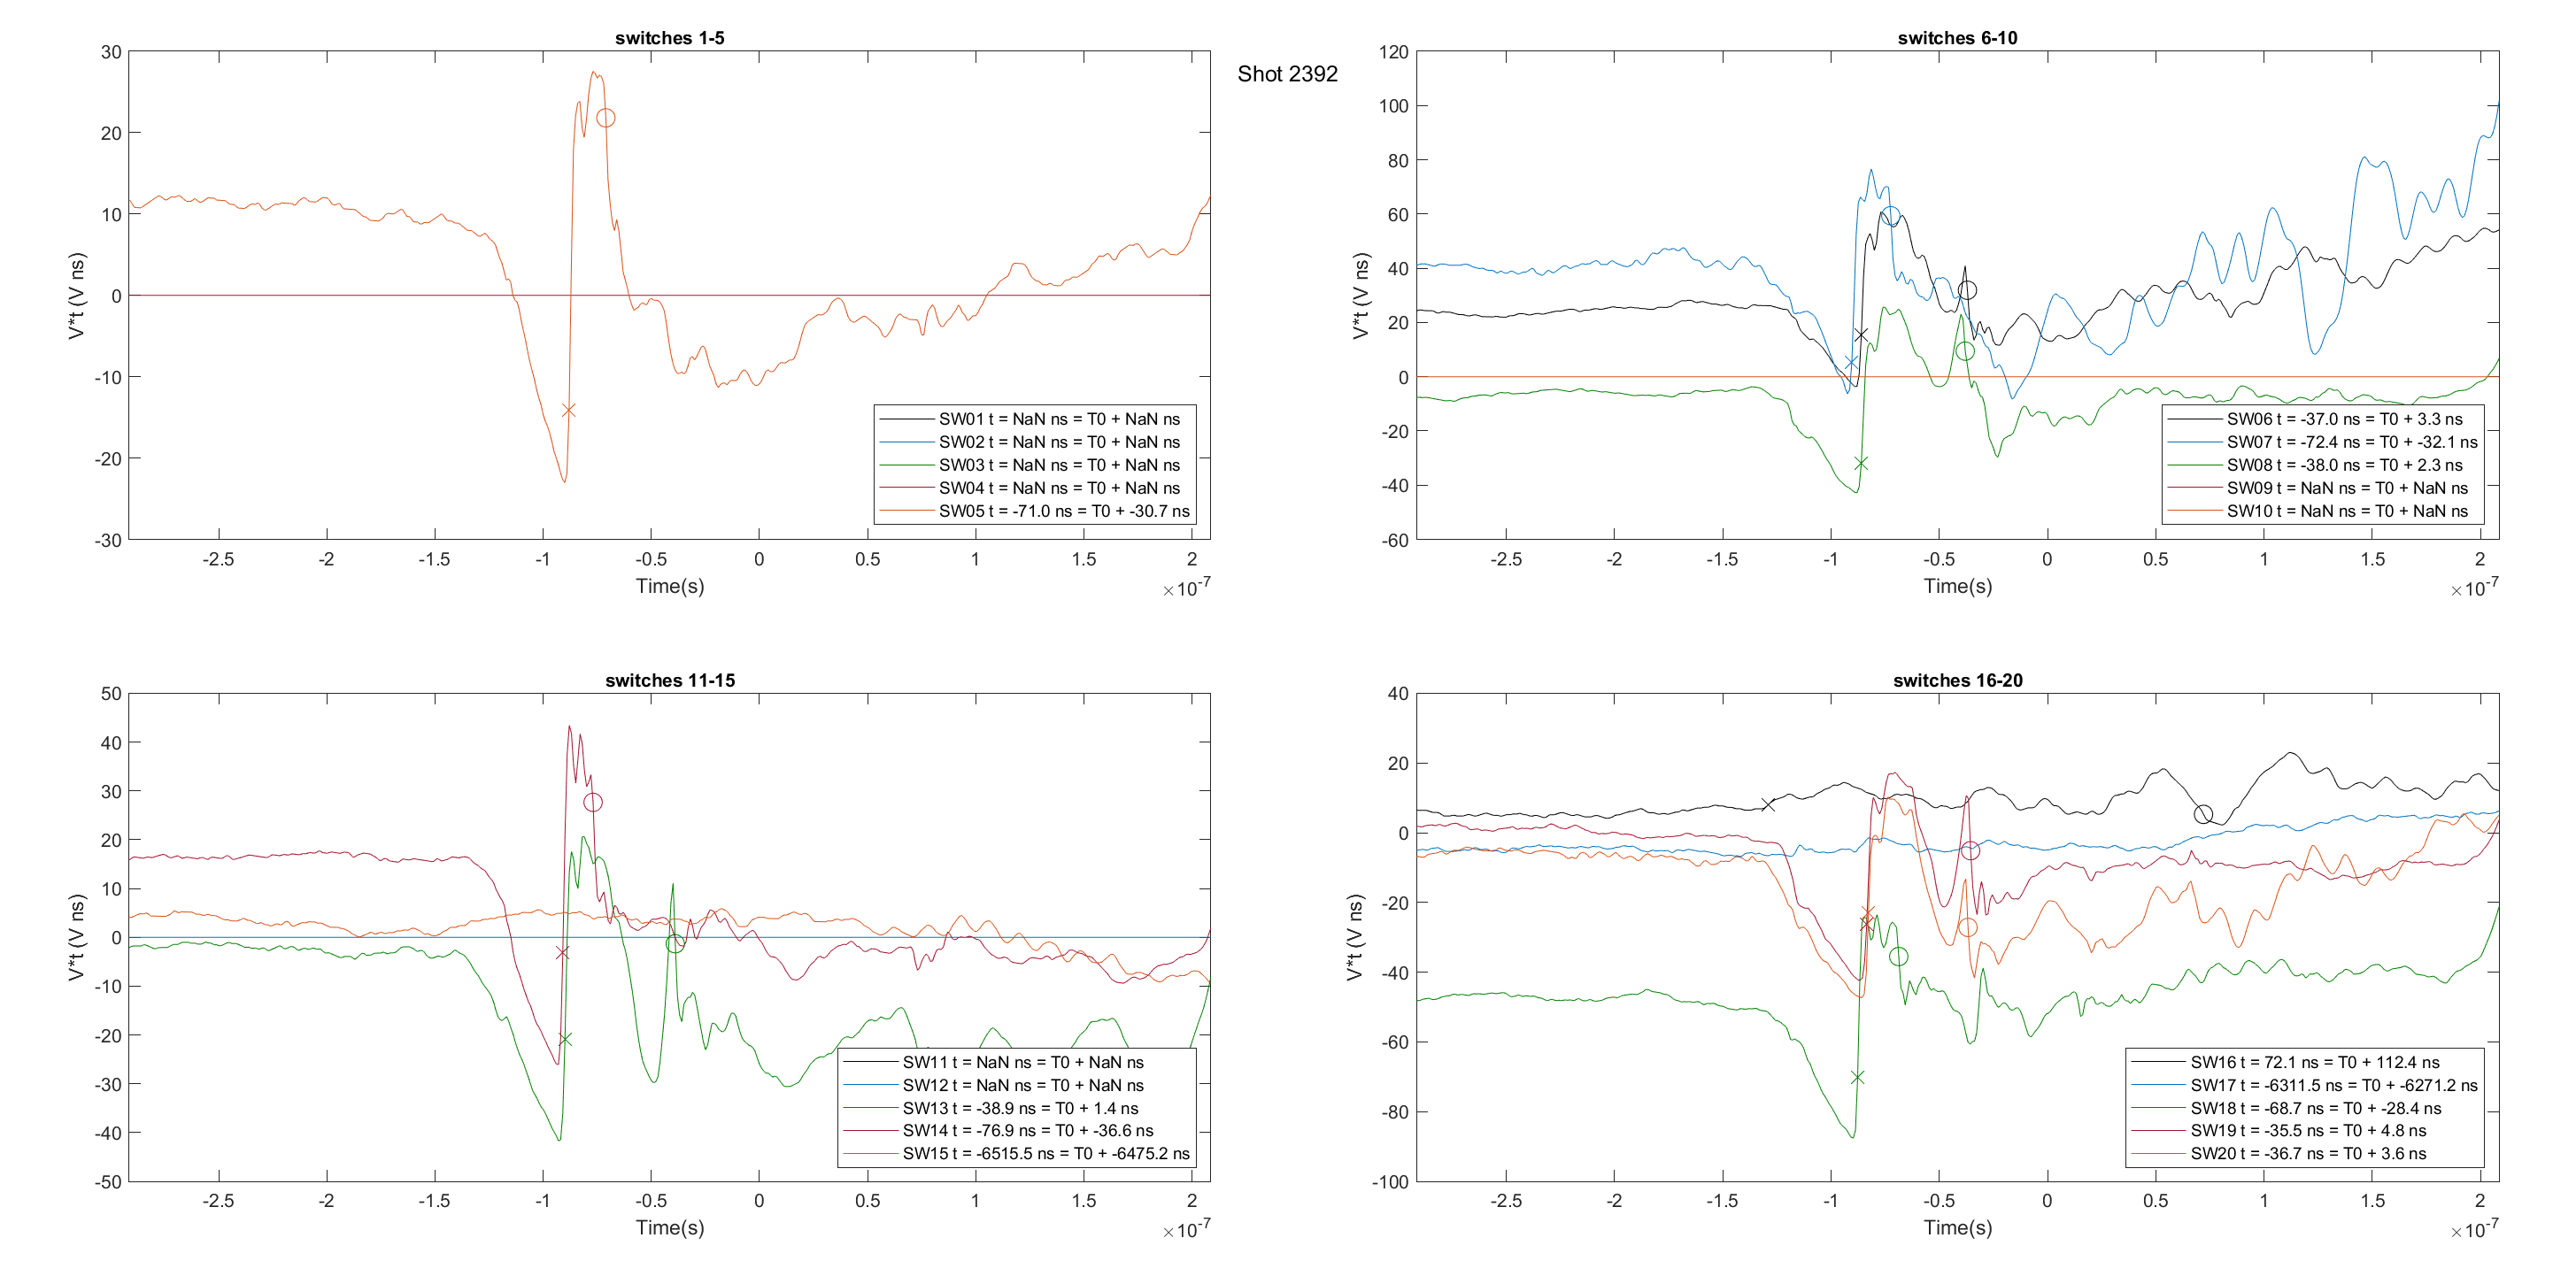 Shot 2392
switches 1-5
30
20
10
0
-10
-20
-30
V*t (V ns)
-2.5 -2 -1.5 -1 -0.5 0 0.5 1 1.5 2
Time(s)
×10-7
SW01 t = NaN ns = T0 + NaN ns
SW02 t = NaN ns = T0 + NaN ns
SW03 t = NaN ns = T0 + NaN ns
SW04 t = NaN ns = T0 + NaN ns
SW05 t = -71.0 ns = T0 + -30.7 ns
switches 6-10
120
100
80
60
40
20
0
-20
-40
-60
V*t (V ns)
-2.5 -2 -1.5 -1 -0.5 0 0.5 1 1.5 2
Time(s)
×10-7
SW06 t = -37.0 ns = T0 + 3.3 ns
SW07 t = -72.4 ns = T0 + -32.1 ns
SW08 t = -38.0 ns = T0 + 2.3 ns
SW09 t = NaN ns = T0 + NaN ns
SW10 t = NaN ns = T0 + NaN ns
switches 11-15
50
40
30
20
10
0
-10
-20
-30
-40
-50
V*t (V ns)
-2.5 -2 -1.5 -1 -0.5 0 0.5 1 1.5 2
Time(s)
×10-7
SW11 t = NaN ns = T0 + NaN ns
SW12 t = NaN ns = T0 + NaN ns
SW13 t = -38.9 ns = T0 + 1.4 ns
SW14 t = -76.9 ns = T0 + -36.6 ns
SW15 t = -6515.5 ns = T0 + -6475.2 ns
switches 16-20
40
20
0
-20
-40
-60
-80
-100
V*t (V ns)
-2.5 -2 -1.5 -1 -0.5 0 0.5 1 1.5 2
Time(s)
×10-7
SW16 t = 72.1 ns = T0 + 112.4 ns
SW17 t = -6311.5 ns = T0 + -6271.2 ns
SW18 t = -68.7 ns = T0 + -28.4 ns
SW19 t = -35.5 ns = T0 + 4.8 ns
SW20 t = -36.7 ns = T0 + 3.6 ns